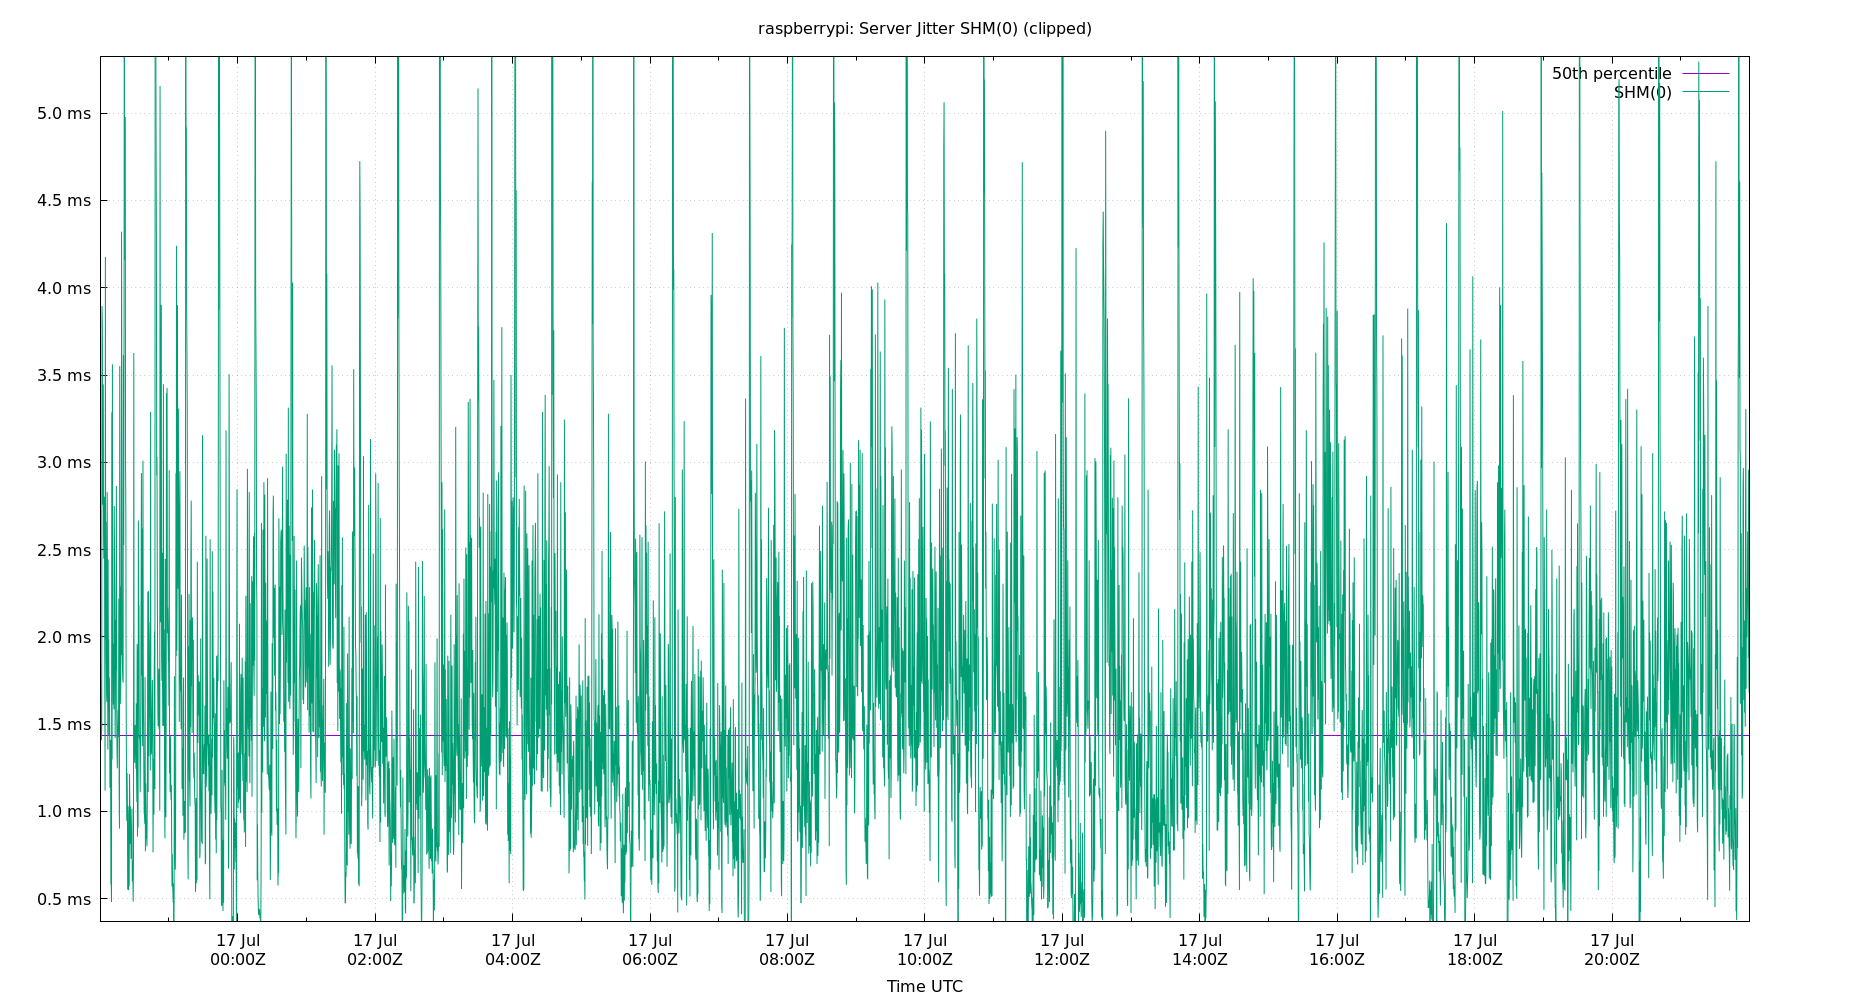 raspberrypi: Server Jitter SHM(0) (clipped)
50th percentile
SHM(0)
5.0 ms
4.5 ms
4.0 ms
3.5 ms
3.0 ms
2.5 ms
2.0 ms
1.5 ms
1.0 ms
0.5 ms
17 Jul 17 Jul 17 Jul 17 Jul 17 Jul 17 Jul 17 Jul 17 Jul 17 Jul 17 Jul 17 Jul
00:00Z 02:00Z 04:00Z 06:00Z 08:00Z 10:00Z 12:00Z 14:00Z 16:00Z 18:00Z 20:00Z
Time UTC